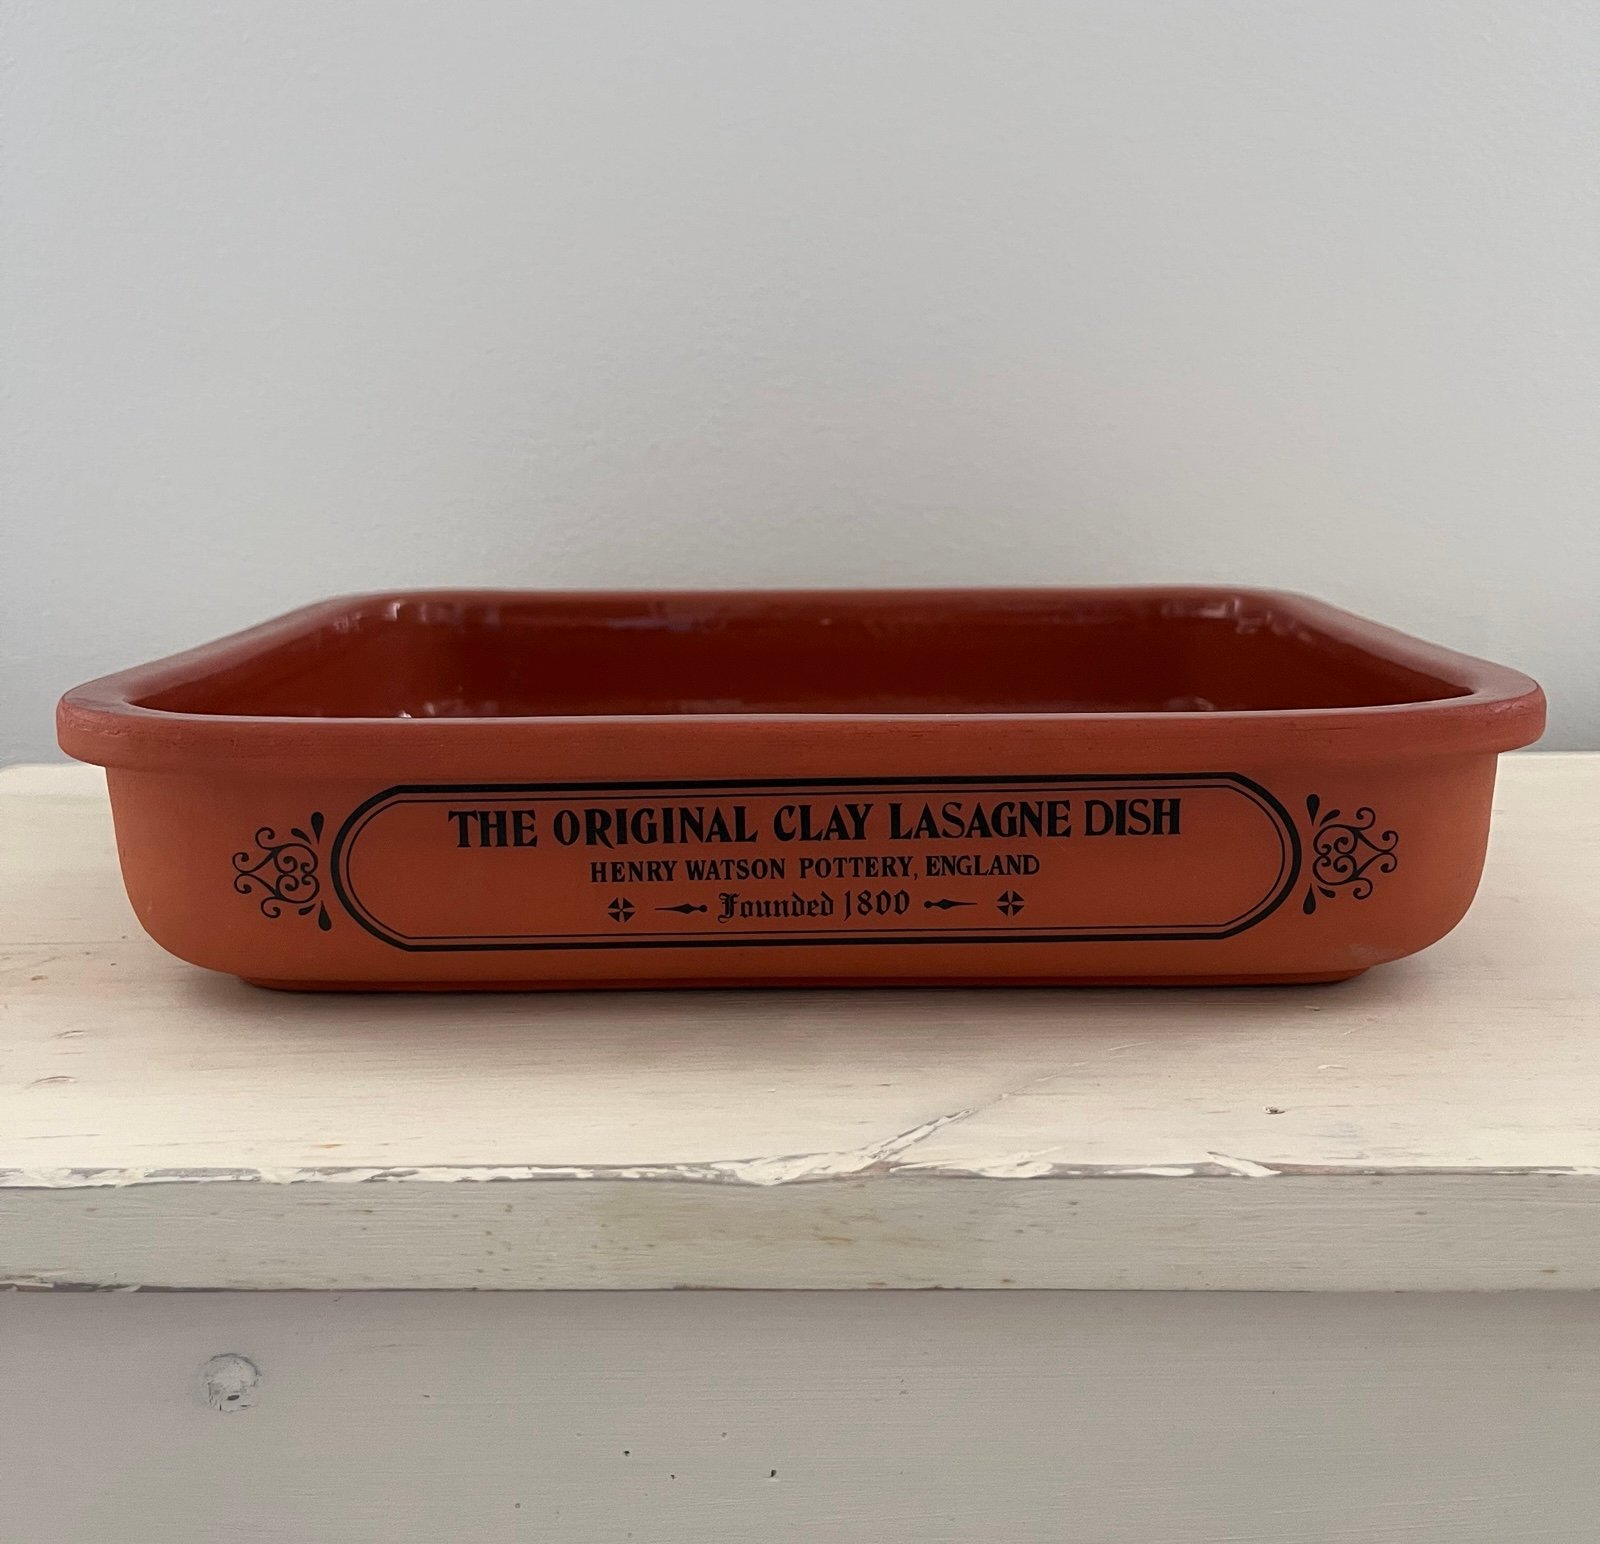 THE ORIGINAL CLAY LASAGNE DISH
HENRY WATSON POTTERY, ENGLAND
Founded 1800